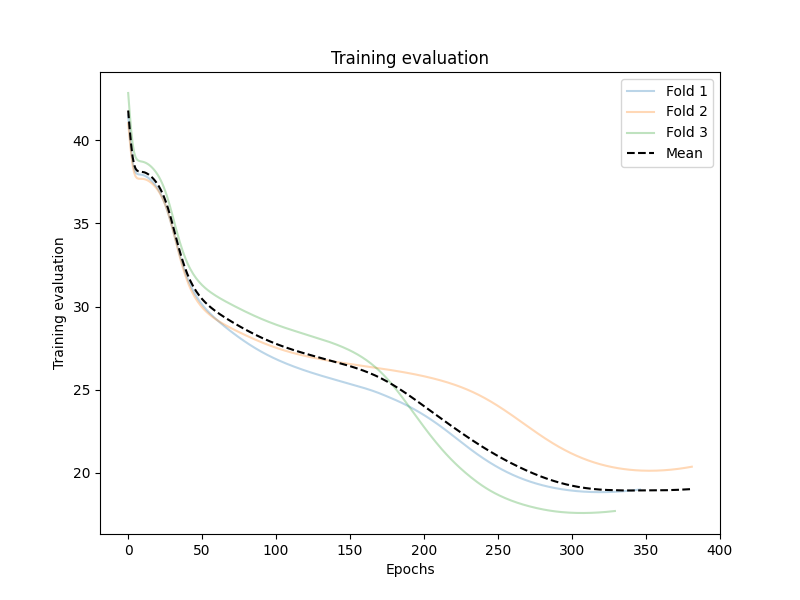 Training evaluation
Fold 1
Fold 2
Fold 3
Mean
Training evaluation
40
35
30
25
20
0 50 100 150 200 250 300 350 400
Epochs